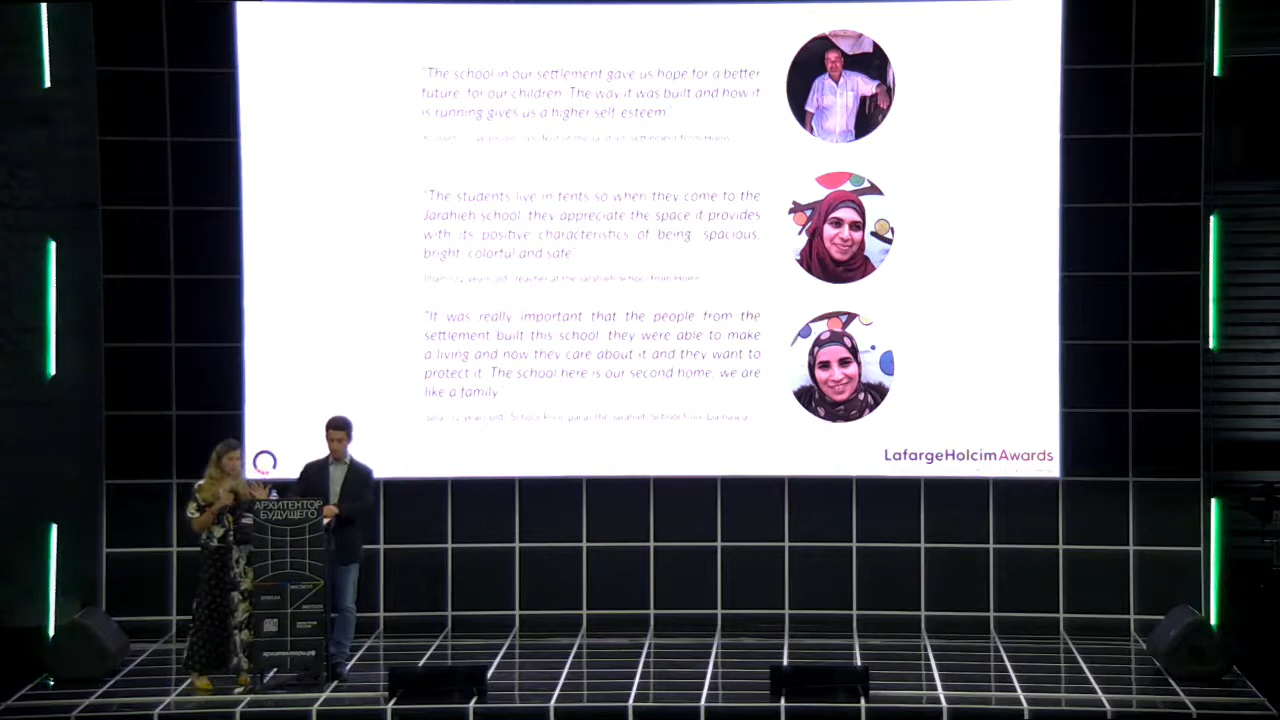 "The school in our settlement gave us hope for a better
future, for our children. The way it was built and how it
is running gives us a higher self esteem."
"The students live in tents so when they come to the
Jarahieh school, they appreciate the space it provides
with its positive characteristics of being spacious,
bright, colorful and safe"
"It was really important that the people from the
settlement built this school, they were able to make
a living and now they care about it and they want to
protect it. The school here is our second home, we are
like a family"
LafargeHolcimAwards
АРХИТЕКТОР
БУДУЩЕГО